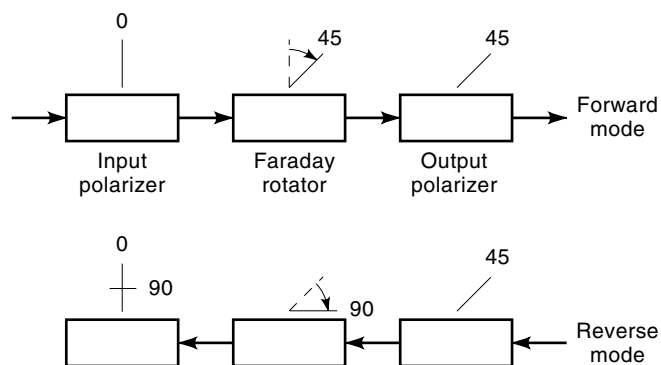 0
45
45
Forward
mode
Input
polarizer
Faraday
rotator
Output
polarizer
0
90
90
45
Reverse
mode